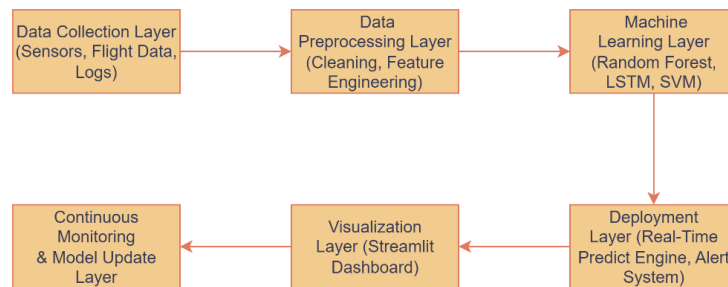 Data Collection Layer
(Sensors, Flight Data,
Logs)
Data
Preprocessing Layer
(Cleaning, Feature
Engineering)
Machine
Learning Layer
(Random Forest,
LSTM, SVM)
Continuous
Monitoring
& Model Update
Layer
Visualization
Layer (Streamlit
Dashboard)
Deployment
Layer (Real-Time
Predict Engine, Alert
System)